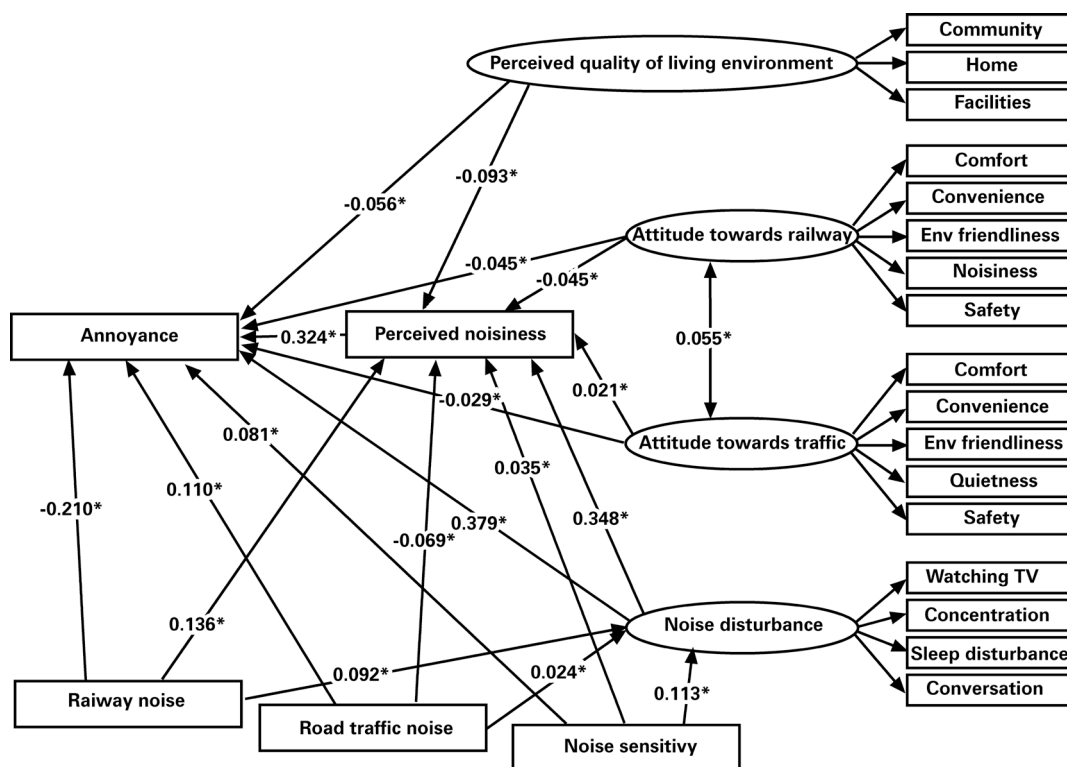 Community
Perceived quality of living environment
Home
Facilities
-0.093*
-0.056*
Comfort
Convenience
Attitude towards railway
Env friendliness
-0.045*
-0.045*
Noisiness
Safety
Annoyance
0.324*
Perceived noisiness
0.055*
Comfort
0.021*
-0.029*
Convenience
0.081*
Attitude towards traffic
Env friendliness
0.035*
Quietness
0.110*
-0.210*
0.379*
0.348*
Safety
-0.069*
Watching TV
0.136*
Noise disturbance
Concentration
Sleep disturbance
0.092*
0.024*
Conversation
0.113*
Raiway noise
Road traffic noise
Noise sensitivy